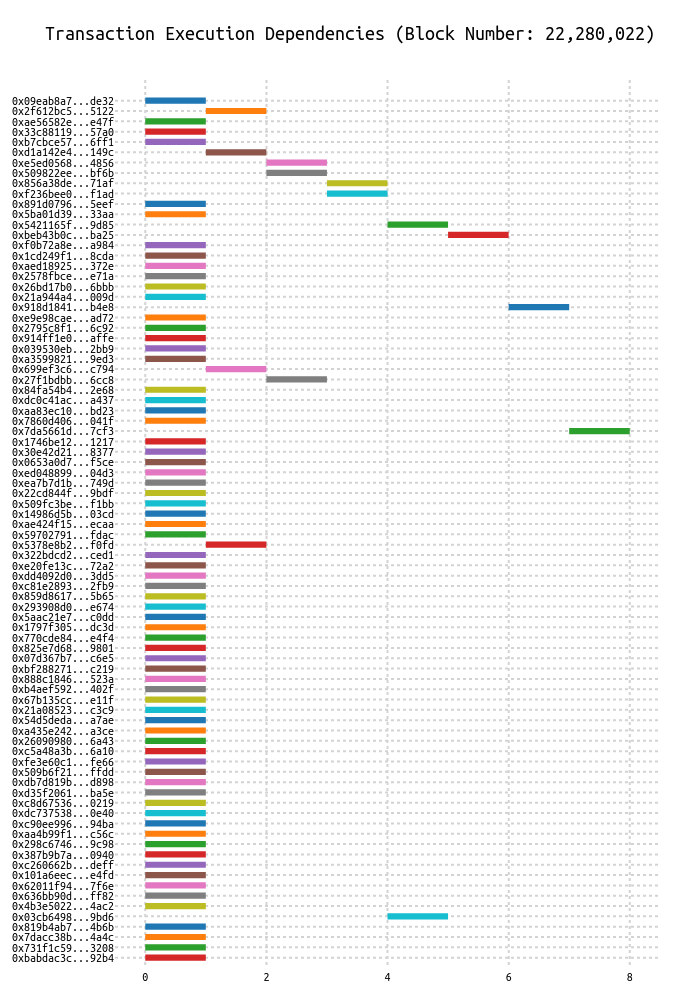 Transaction Execution Dependencies (Block Number: 22,280,022)
0x09eab8a7...de32
0x2f612bc5...5122
0xae56582e...e47f
0x33c88119...57a0
0xb7cbce57...6ff1
0xd1a142e4...149c
0xe5ed0568...4856
0x509822ee...bf6b
0x856a38de...71af
0xf236bee0...f1ad
0x891d0796...5eef
0x5ba01d39...33aa
0x5421165f...9d85
0xbeb43b0c...ba25
0xf0b72a8e...a984
0x1cd249f1...8cda
0xaed18925...372e
0x2578fbce...e71a
0x26bd17b0...6bbb
0x21a944a4...009d
0x918d1841...b4e8
0xe9e98cae...ad72
0x2795c8f1...6c92
0x914ff1e0...affe
0x039530eb...2bb9
0xa3599821...9ed3
0x699ef3c6...c794
0x27f1bdbb...6cc8
0x84fa54b4...2e68
0xdc0c41ac...a437
0xaa83ec10...bd23
0x7860d406...041f
0x7da5661d...7cf3
0x1746be12...1217
0x30e42d21...8377
0x0653a0d7...f5ce
0xed048899...04d3
0xea7b7d1b...749d
0x22cd844f...9bdf
0x509fc3be...f1bb
0x14986d5b...03cd
0xae424f15...ecaa
0x59702791...fdac
0x5378e8b2...f0fd
0x322bdcd2...ced1
0xe20fe13c...72a2
0xdd4092d0...3dd5
0xc81e2893...2fb9
0x859d8617...5b65
0x293908d0...e674
0x5aac21e7...c0dd
0x1797f305...dc3d
0x770cde84...e4f4
0x825e7d68...9801
0x07d367b7...c6e5
0xbf288271...c219
0x888c1846...523a
0xb4aef592...402f
0x67b135cc...e11f
0x21a08523...c3c9
0x54d5deda...a7ae
0xa435e242...a3ce
0x26090980...6a43
0xc5a48a3b...6a10
0xfe3e60c1...fe66
0x509b6f21...ffdd
0xdb7d819b...d898
0xd35f2061...ba5e
0xc8d67536...0219
0xdc737538...0e40
0xc90ee996...94ba
0xaa4b99f1...c56c
0x298c6746...9c98
0x387b9b7a...0940
0xc260662b...deff
0x101a6eec...e4fd
0x62011f94...7f6e
0x636bb90d...ff82
0x4b3e5022...4ac2
0x03cb6498...9bd6
0x819b4ab7...4b6b
0x7dacc38b...4a4c
0x731f1c59...3208
0xbabdac3c...92b4
0 2 4 6 8